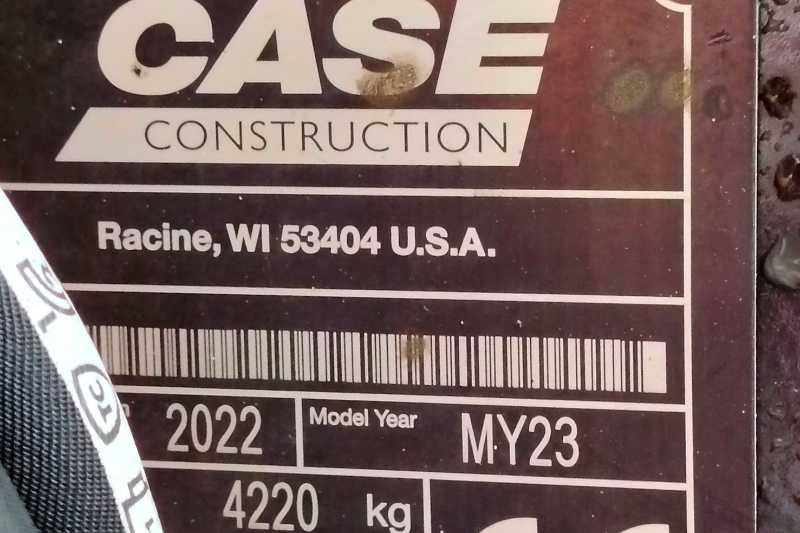 CASE
CONSTRUCTION
Racine, WI 53404 U.S.A.
2022 Model Year MY23
4220 kg